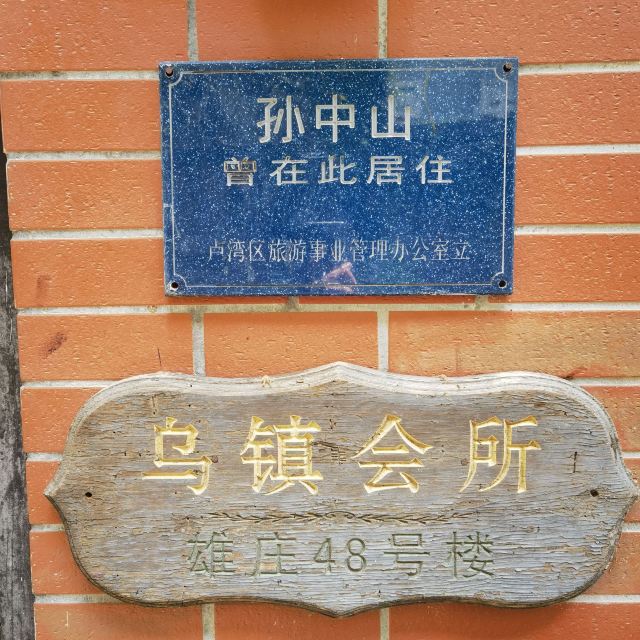 孙中山
曾在此居住
卢湾区旅游事业管理办公室立
乌镇会所
雄庄48号楼